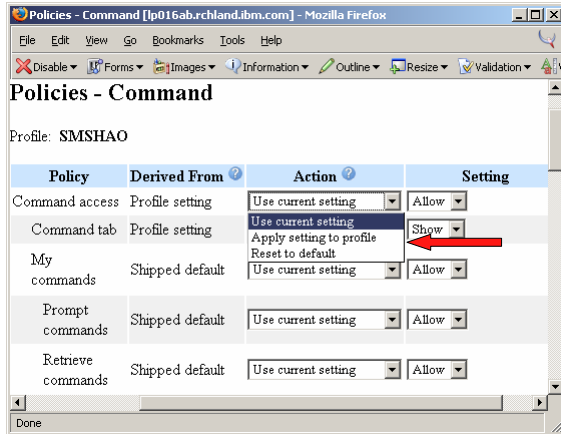 Policies - Command [lp016ab.rchland.ibm.com] - Mozilla Firefox
File Edit View Go Bookmarks Tools Help
Disable Forms Images Information Outline Resize Validation
Policies - Command
Profile: SMSHAO
Policy Derived From Action Setting
Command access Profile setting Use current setting Allow
Use current setting
Command tab Profile setting Apply setting to profile Show
Reset to default
My commands Shipped default Use current setting Allow
Prompt commands Shipped default Use current setting Allow
Retrieve commands Shipped default Use current setting Allow
Done